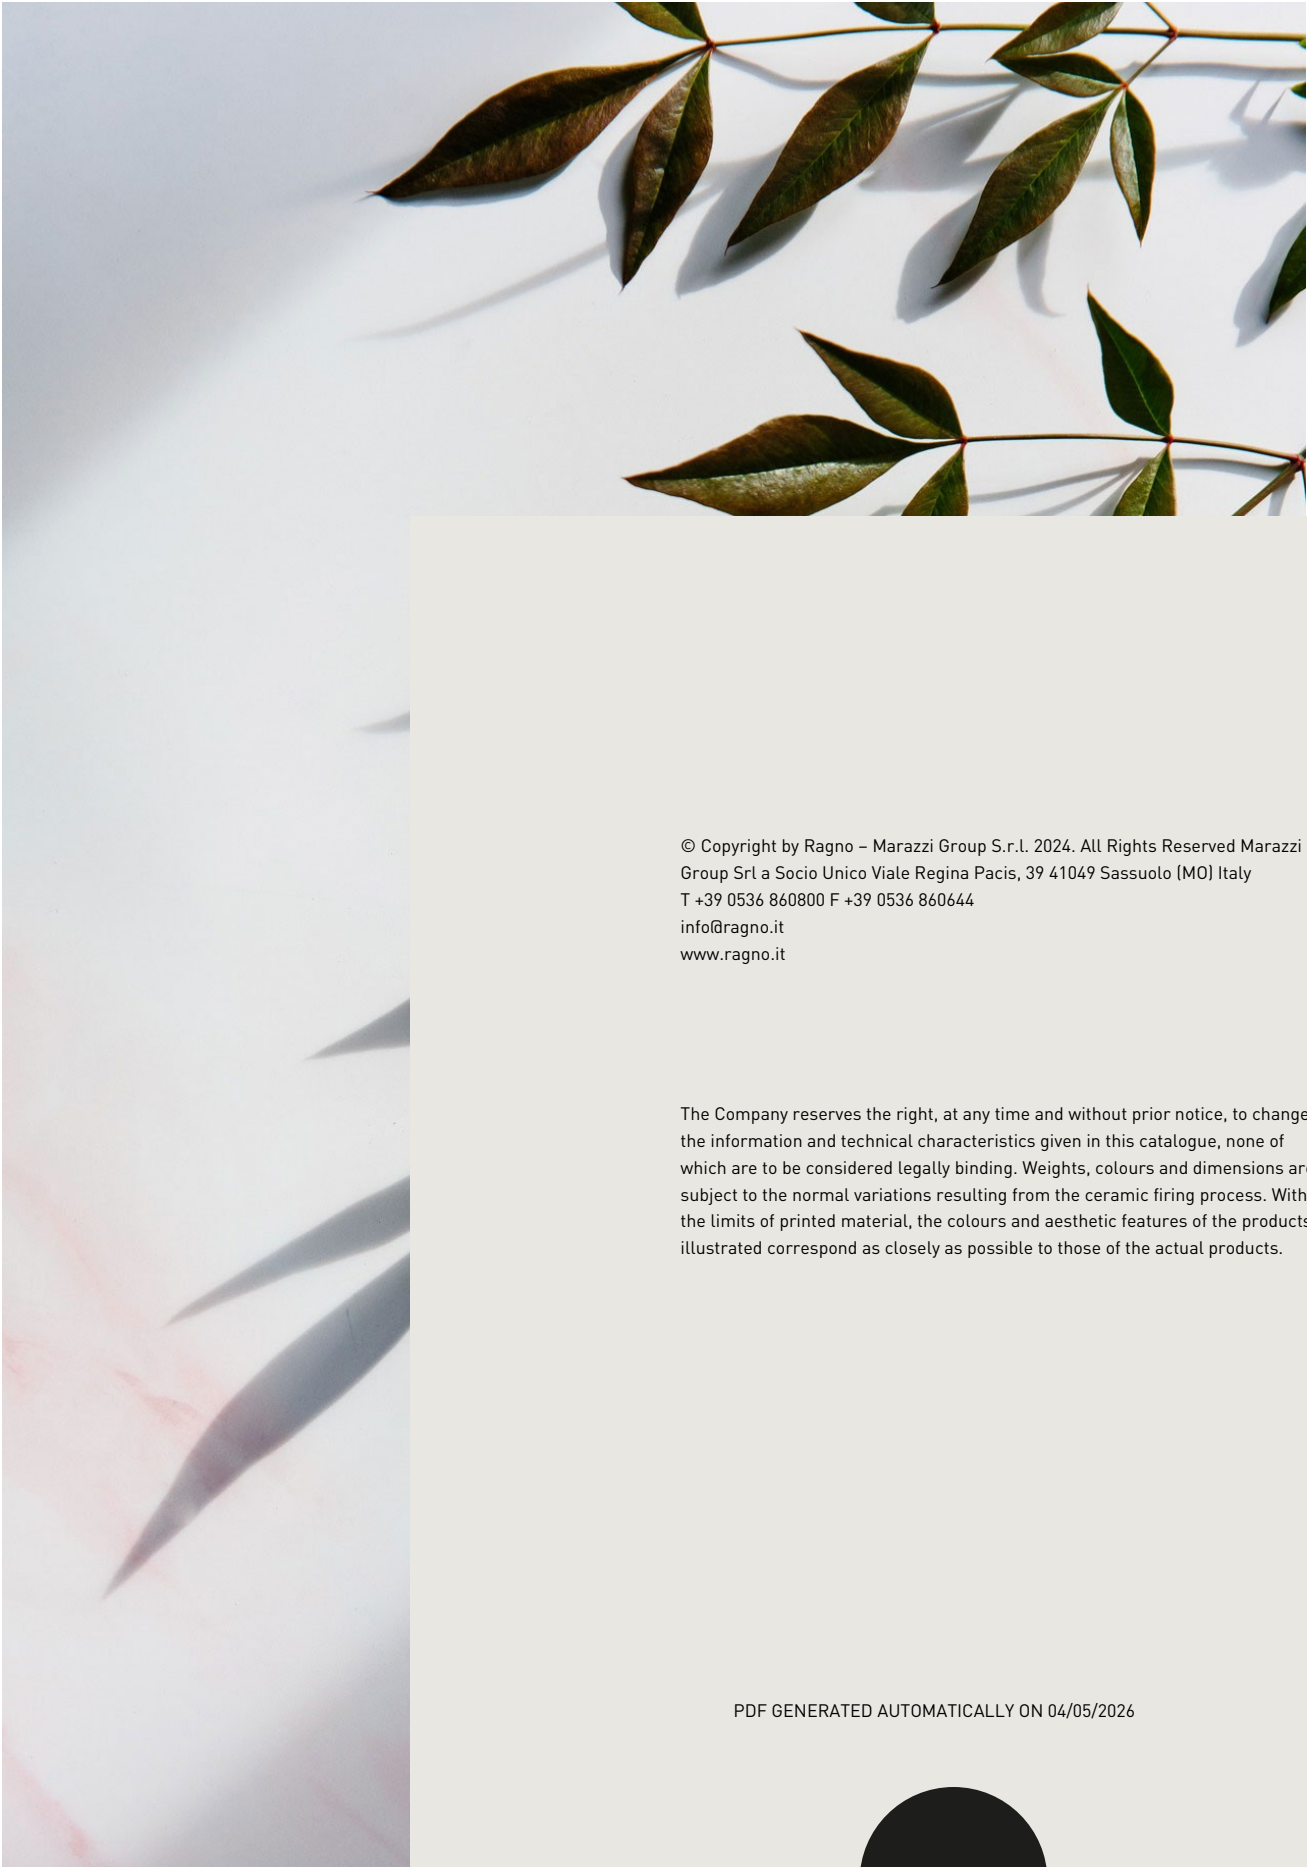 © Copyright by Ragno – Marazzi Group S.r.l. 2024. All Rights Reserved Marazzi
Group Srl a Socio Unico Viale Regina Pacis, 39 41049 Sassuolo (MO) Italy
T +39 0536 860800 F +39 0536 860644
info@ragno.it
www.ragno.it
The Company reserves the right, at any time and without prior notice, to change
the information and technical characteristics given in this catalogue, none of
which are to be considered legally binding. Weights, colours and dimensions are
subject to the normal variations resulting from the ceramic firing process. With
the limits of printed material, the colours and aesthetic features of the products
illustrated correspond as closely as possible to those of the actual products.
PDF GENERATED AUTOMATICALLY ON 04/05/2026